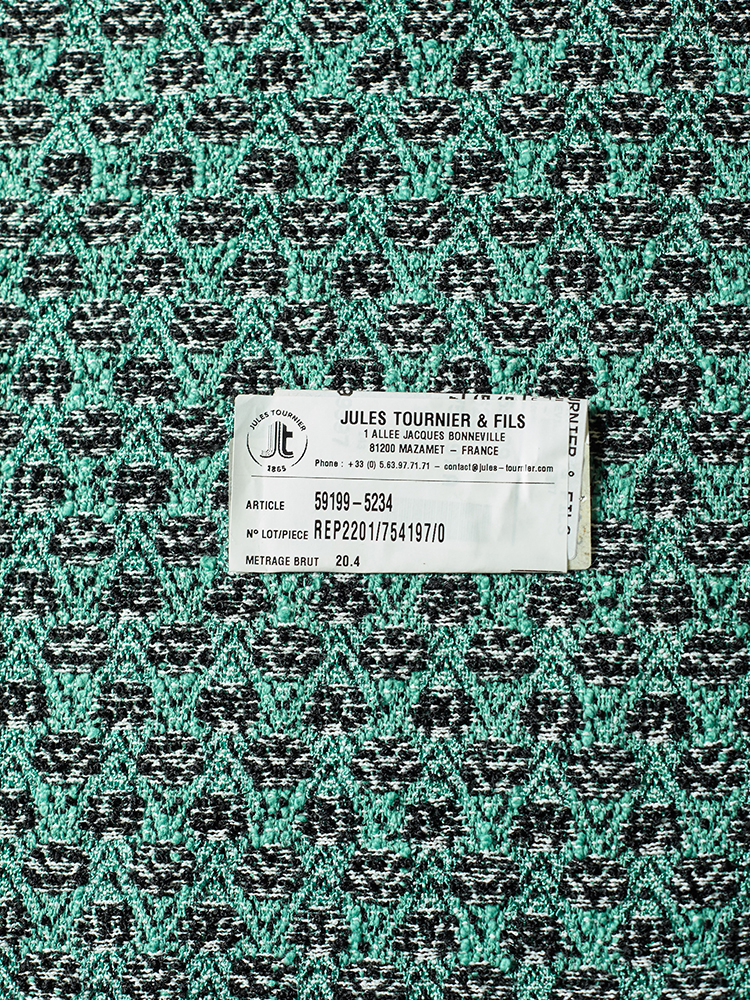 JULES TOURNIER
Jt
1865
JULES TOURNIER & FILS
1 ALLEE JACQUES BONNEVILLE
81200 MAZAMET – FRANCE
Phone : +33 (0) 5.63.97.71.71 – contact@jules-tournier.com
ARTICLE 59199-5234
N° LOT/PIECE REP2201/754197/0
METRAGE BRUT 20.4